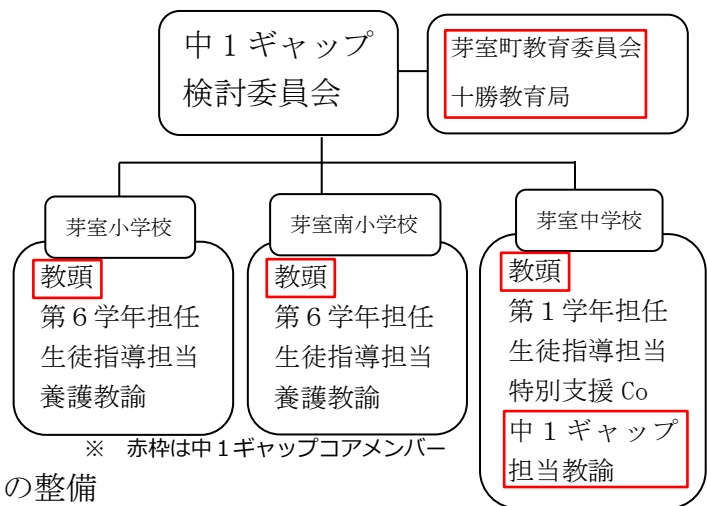 中１ギャップ
検討委員会
芽室町教育委員会
十勝教育局
芽室小学校
教頭
第６学年担任
生徒指導担当
養護教諭
芽室南小学校
教頭
第６学年担任
生徒指導担当
養護教諭
芽室中学校
教頭
第１学年担任
生徒指導担当
特別支援 Co
中１ギャップ
担当教諭
※　赤枠は中１ギャップコアメンバー
の整備